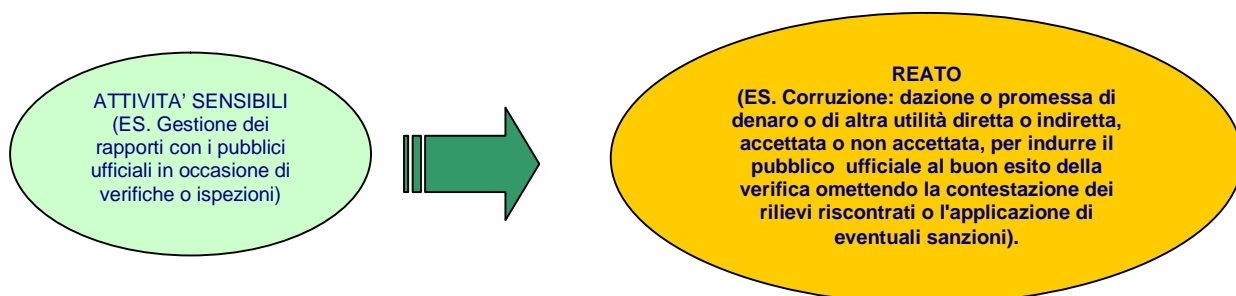 ATTIVITA' SENSIBILI
(ES. Gestione dei
rapporti con i pubblici
ufficiali in occasione di
verifiche o ispezioni)
REATO
(ES. Corruzione: dazione o promessa di
denaro o di altra utilità diretta o indiretta,
accettata o non accettata, per indurre il
pubblico ufficiale al buon esito della
verifica omettendo la contestazione dei
rilievi riscontrati o l'applicazione di
eventuali sanzioni).